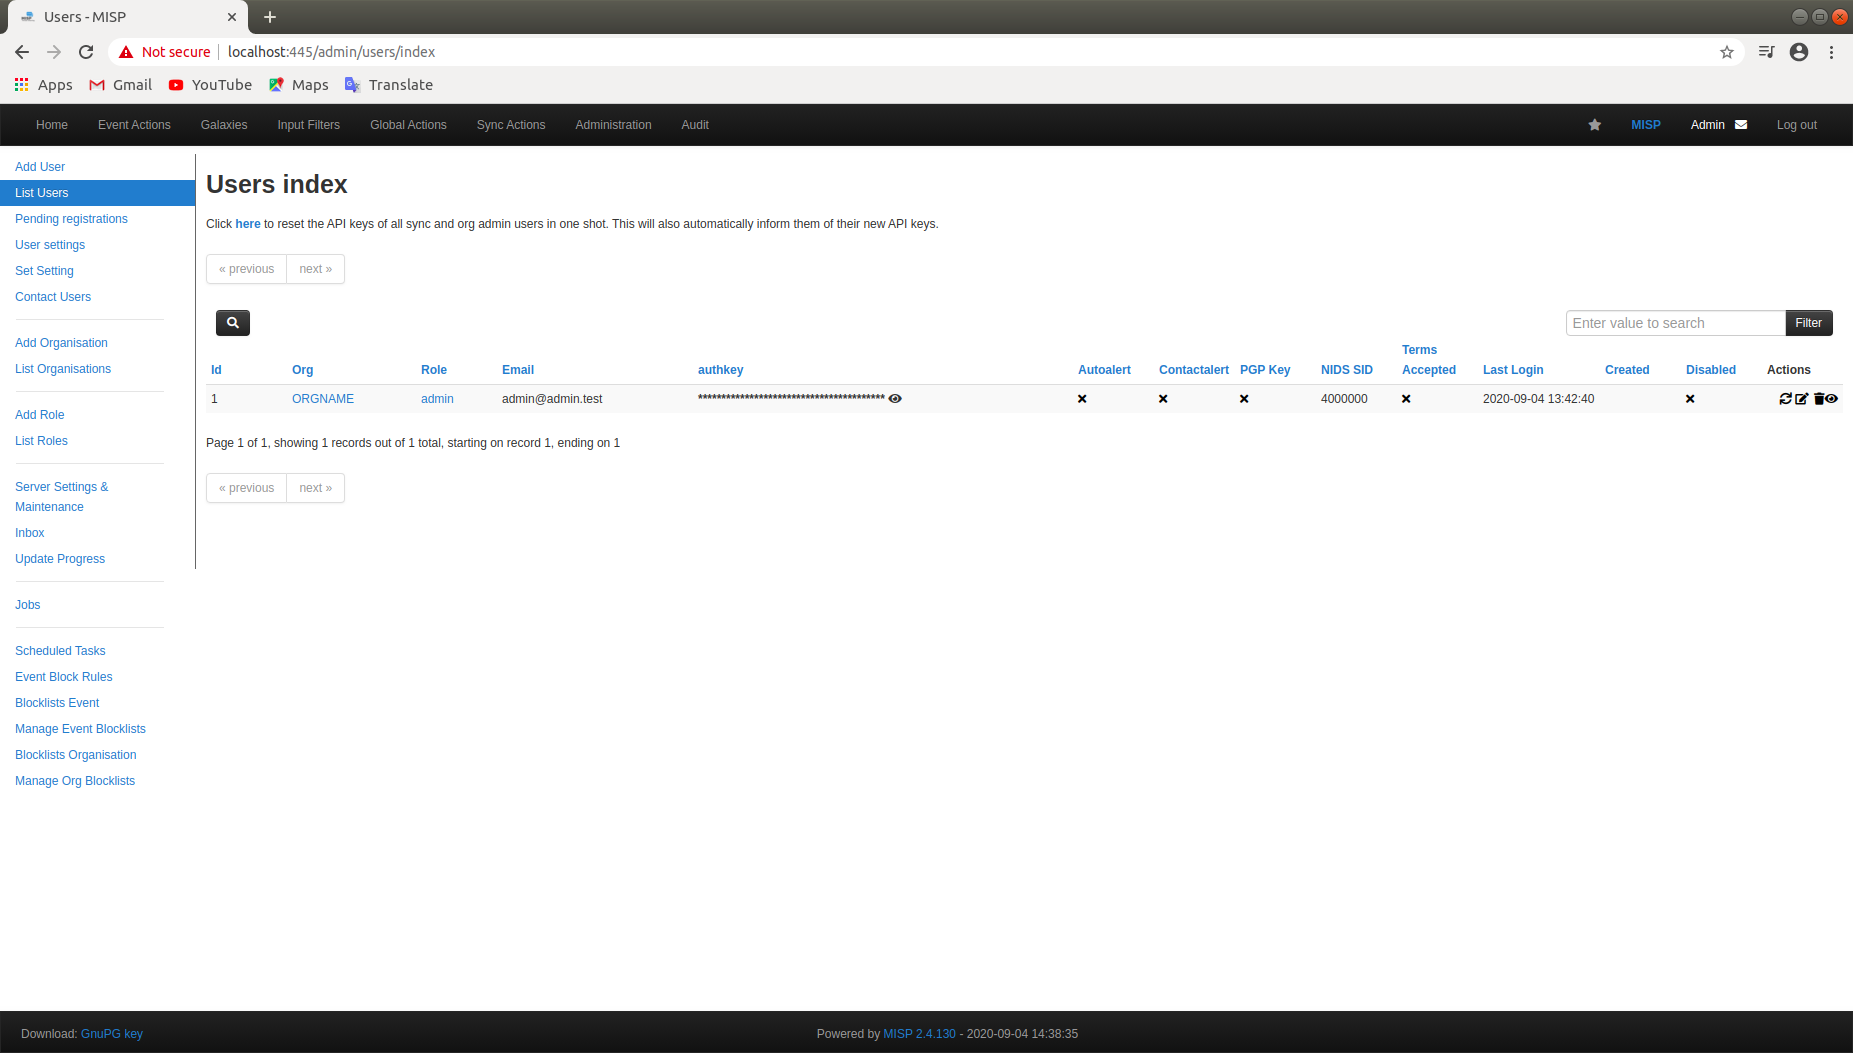 Users - MISP
Not secure
localhost:445/admin/users/index
Apps
Gmail
YouTube
Maps
Translate
Home
Event Actions
Galaxies
Input Filters
Global Actions
Sync Actions
Administration
Audit
MISP
Admin
Log out
Add User
List Users
Pending registrations
User settings
Set Setting
Contact Users
Add Organisation
List Organisations
Add Role
List Roles
Server Settings &
Maintenance
Inbox
Update Progress
Jobs
Scheduled Tasks
Event Block Rules
Blocklists Event
Manage Event Blocklists
Blocklists Organisation
Manage Org Blocklists
Users index
Click here to reset the API keys of all sync and org admin users in one shot. This will also automatically inform them of their new API keys.
« previous next »
Enter value to search Filter
Id Org Role Email authkey Autoalert Contactalert PGP Key NIDS SID Terms Accepted Last Login Created Disabled Actions
1 ORGNAME admin admin@admin.test **************************************** 4000000 2020-09-04 13:42:40
Page 1 of 1, showing 1 records out of 1 total, starting on record 1, ending on 1
« previous next »
Download: GnuPG key
Powered by MISP 2.4.130 - 2020-09-04 14:38:35